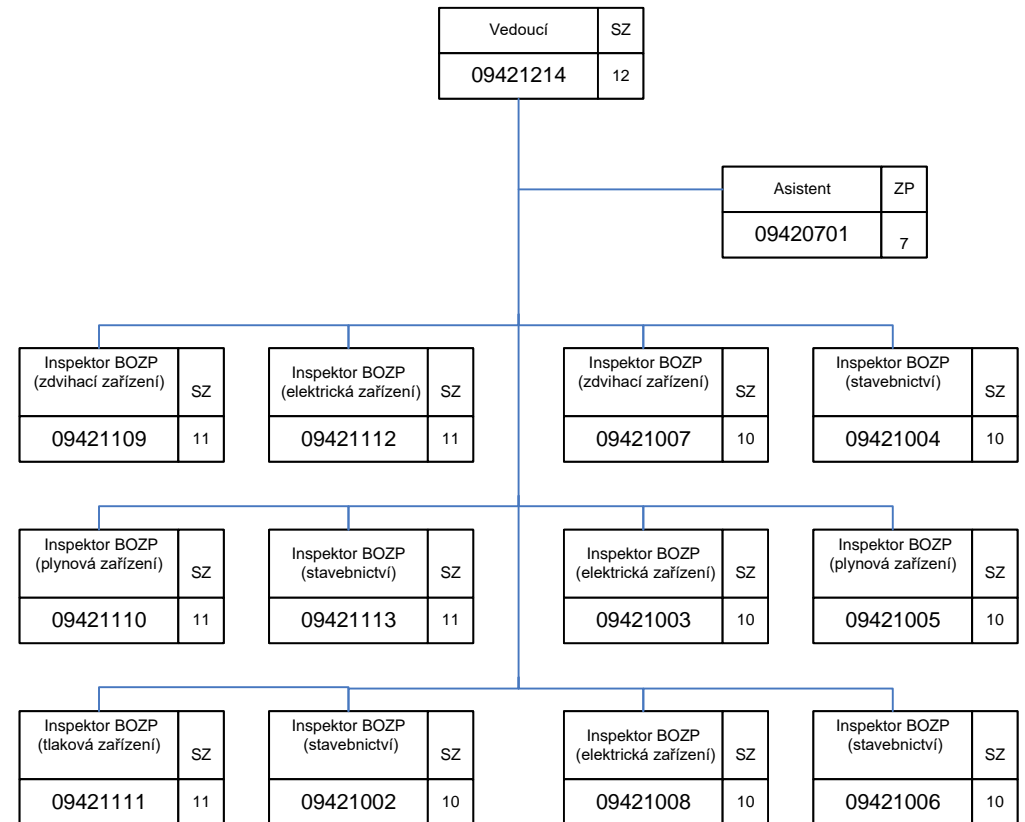 Vedoucí
SZ
09421214
12
Asistent
ZP
09420701
7
Inspektor BOZP
(zdvihací zařízení)
SZ
09421109
11
Inspektor BOZP
(elektrická zařízení)
SZ
09421112
11
Inspektor BOZP
(zdvihací zařízení)
SZ
09421007
10
Inspektor BOZP
(stavebnictví)
SZ
09421004
10
Inspektor BOZP
(plynová zařízení)
SZ
09421110
11
Inspektor BOZP
(stavebnictví)
SZ
09421113
11
Inspektor BOZP
(elektrická zařízení)
SZ
09421003
10
Inspektor BOZP
(plynová zařízení)
SZ
09421005
10
Inspektor BOZP
(tlaková zařízení)
SZ
09421111
11
Inspektor BOZP
(stavebnictví)
SZ
09421002
10
Inspektor BOZP
(elektrická zařízení)
SZ
09421008
10
Inspektor BOZP
(stavebnictví)
SZ
09421006
10